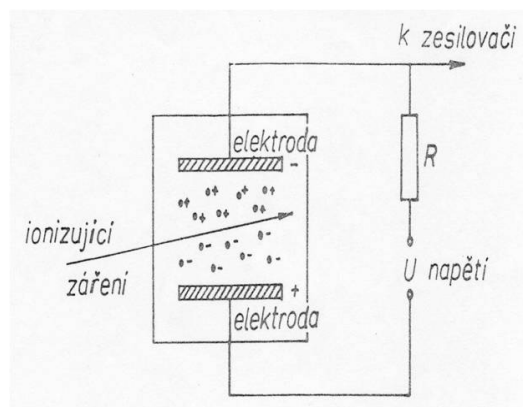 k zesilovači
elektroda
-
R
ionizující
záření
U napětí
+
elektroda